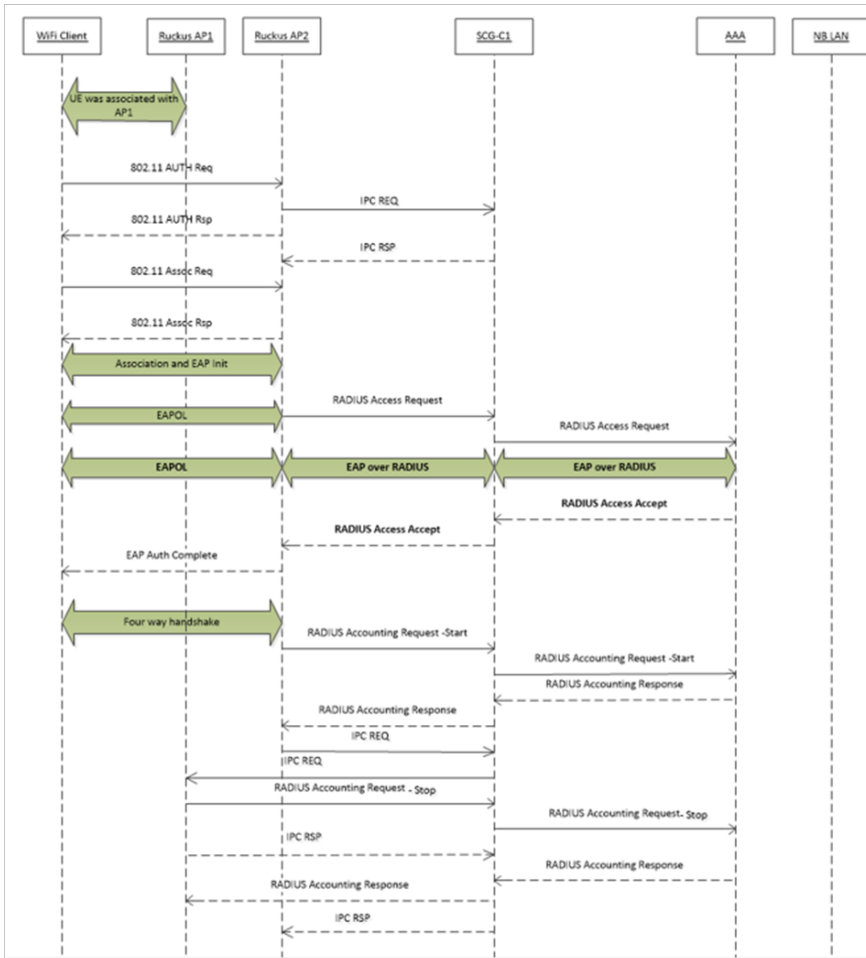 WiFi Client
Ruckus AP1
Ruckus AP2
SCG-C1
AAA
NB LAN
UE was associated with
AP1
802.11 AUTH Req
IPC REQ
802.11 AUTH Rsp
IPC RSP
802.11 Assoc Req
802.11 Assoc Rsp
Association and EAP Init
RADIUS Access Request
EAPOL
RADIUS Access Request
EAPOL
EAP over RADIUS
EAP over RADIUS
RADIUS Access Accept
RADIUS Access Accept
EAP Auth Complete
Four way handshake
RADIUS Accounting Request -Start
RADIUS Accounting Request -Start
RADIUS Accounting Response
RADIUS Accounting Response
IPC REQ
IPC REQ
RADIUS Accounting Request - Stop
RADIUS Accounting Request- Stop
IPC RSP
RADIUS Accounting Response
RADIUS Accounting Response
IPC RSP